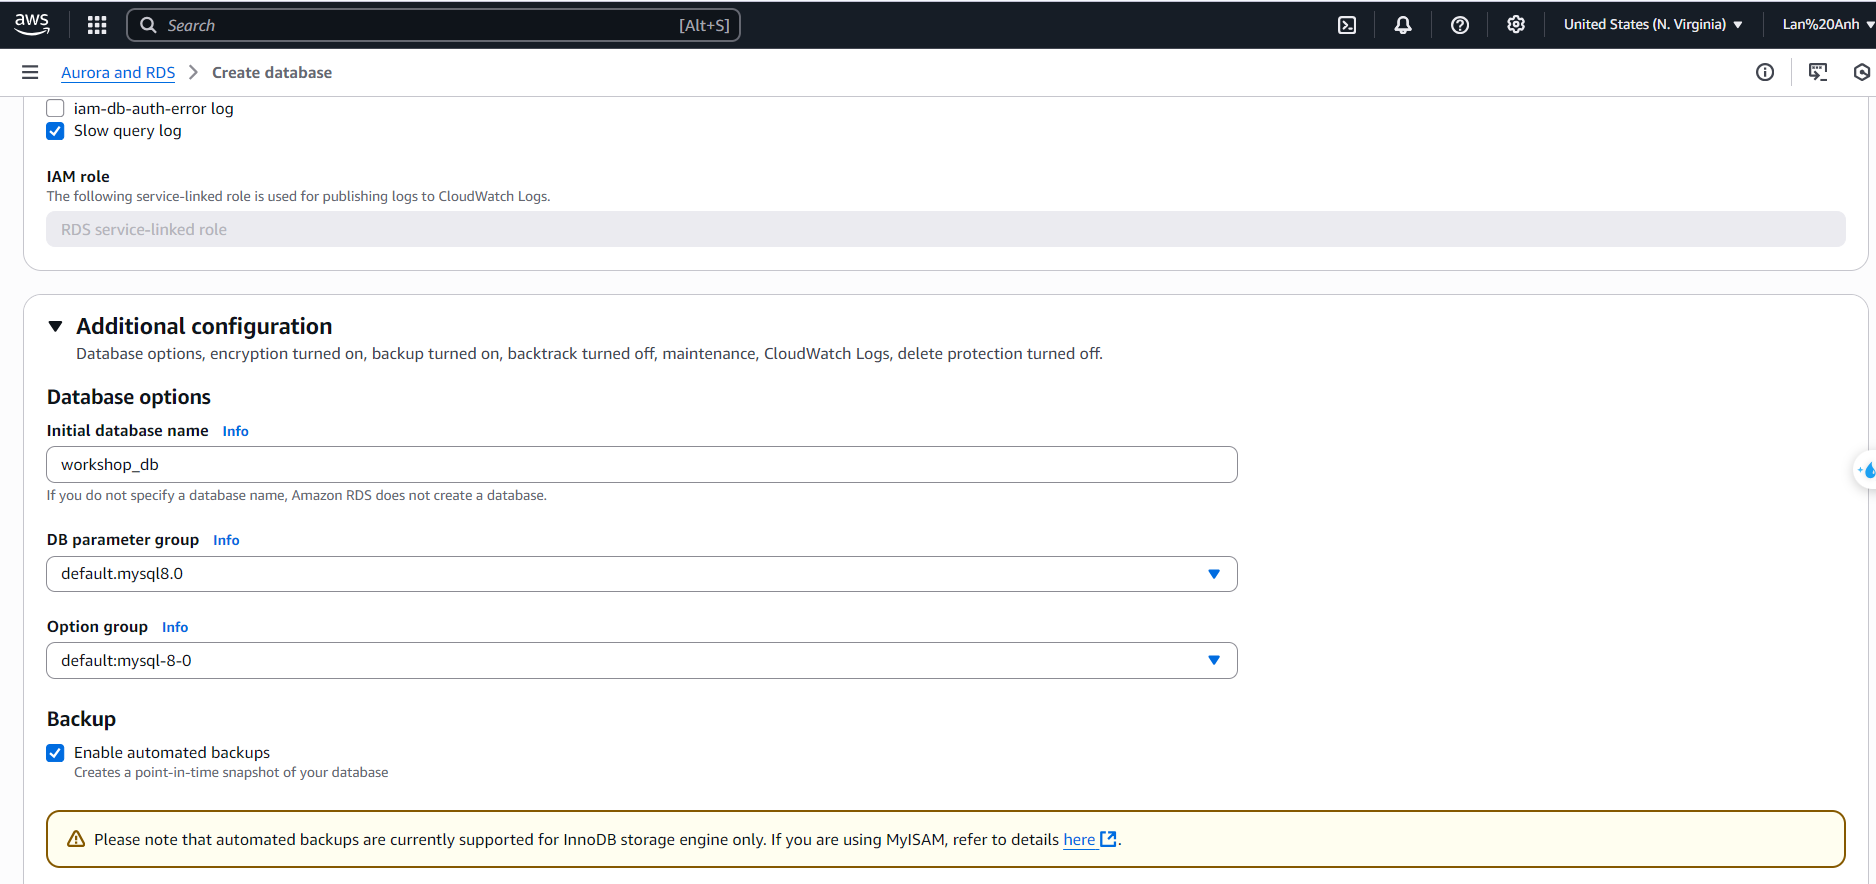 aws
Search [Alt+S]
United States (N. Virginia)
Lan%20Anh
Aurora and RDS
Create database
iam-db-auth-error log
Slow query log
IAM role
The following service-linked role is used for publishing logs to CloudWatch Logs.
RDS service-linked role
Additional configuration
Database options, encryption turned on, backup turned on, backtrack turned off, maintenance, CloudWatch Logs, delete protection turned off.
Database options
Initial database name Info
workshop_db
If you do not specify a database name, Amazon RDS does not create a database.
DB parameter group Info
default.mysql8.0
Option group Info
default:mysql-8-0
Backup
Enable automated backups
Creates a point-in-time snapshot of your database
Please note that automated backups are currently supported for InnoDB storage engine only. If you are using MyISAM, refer to details here.